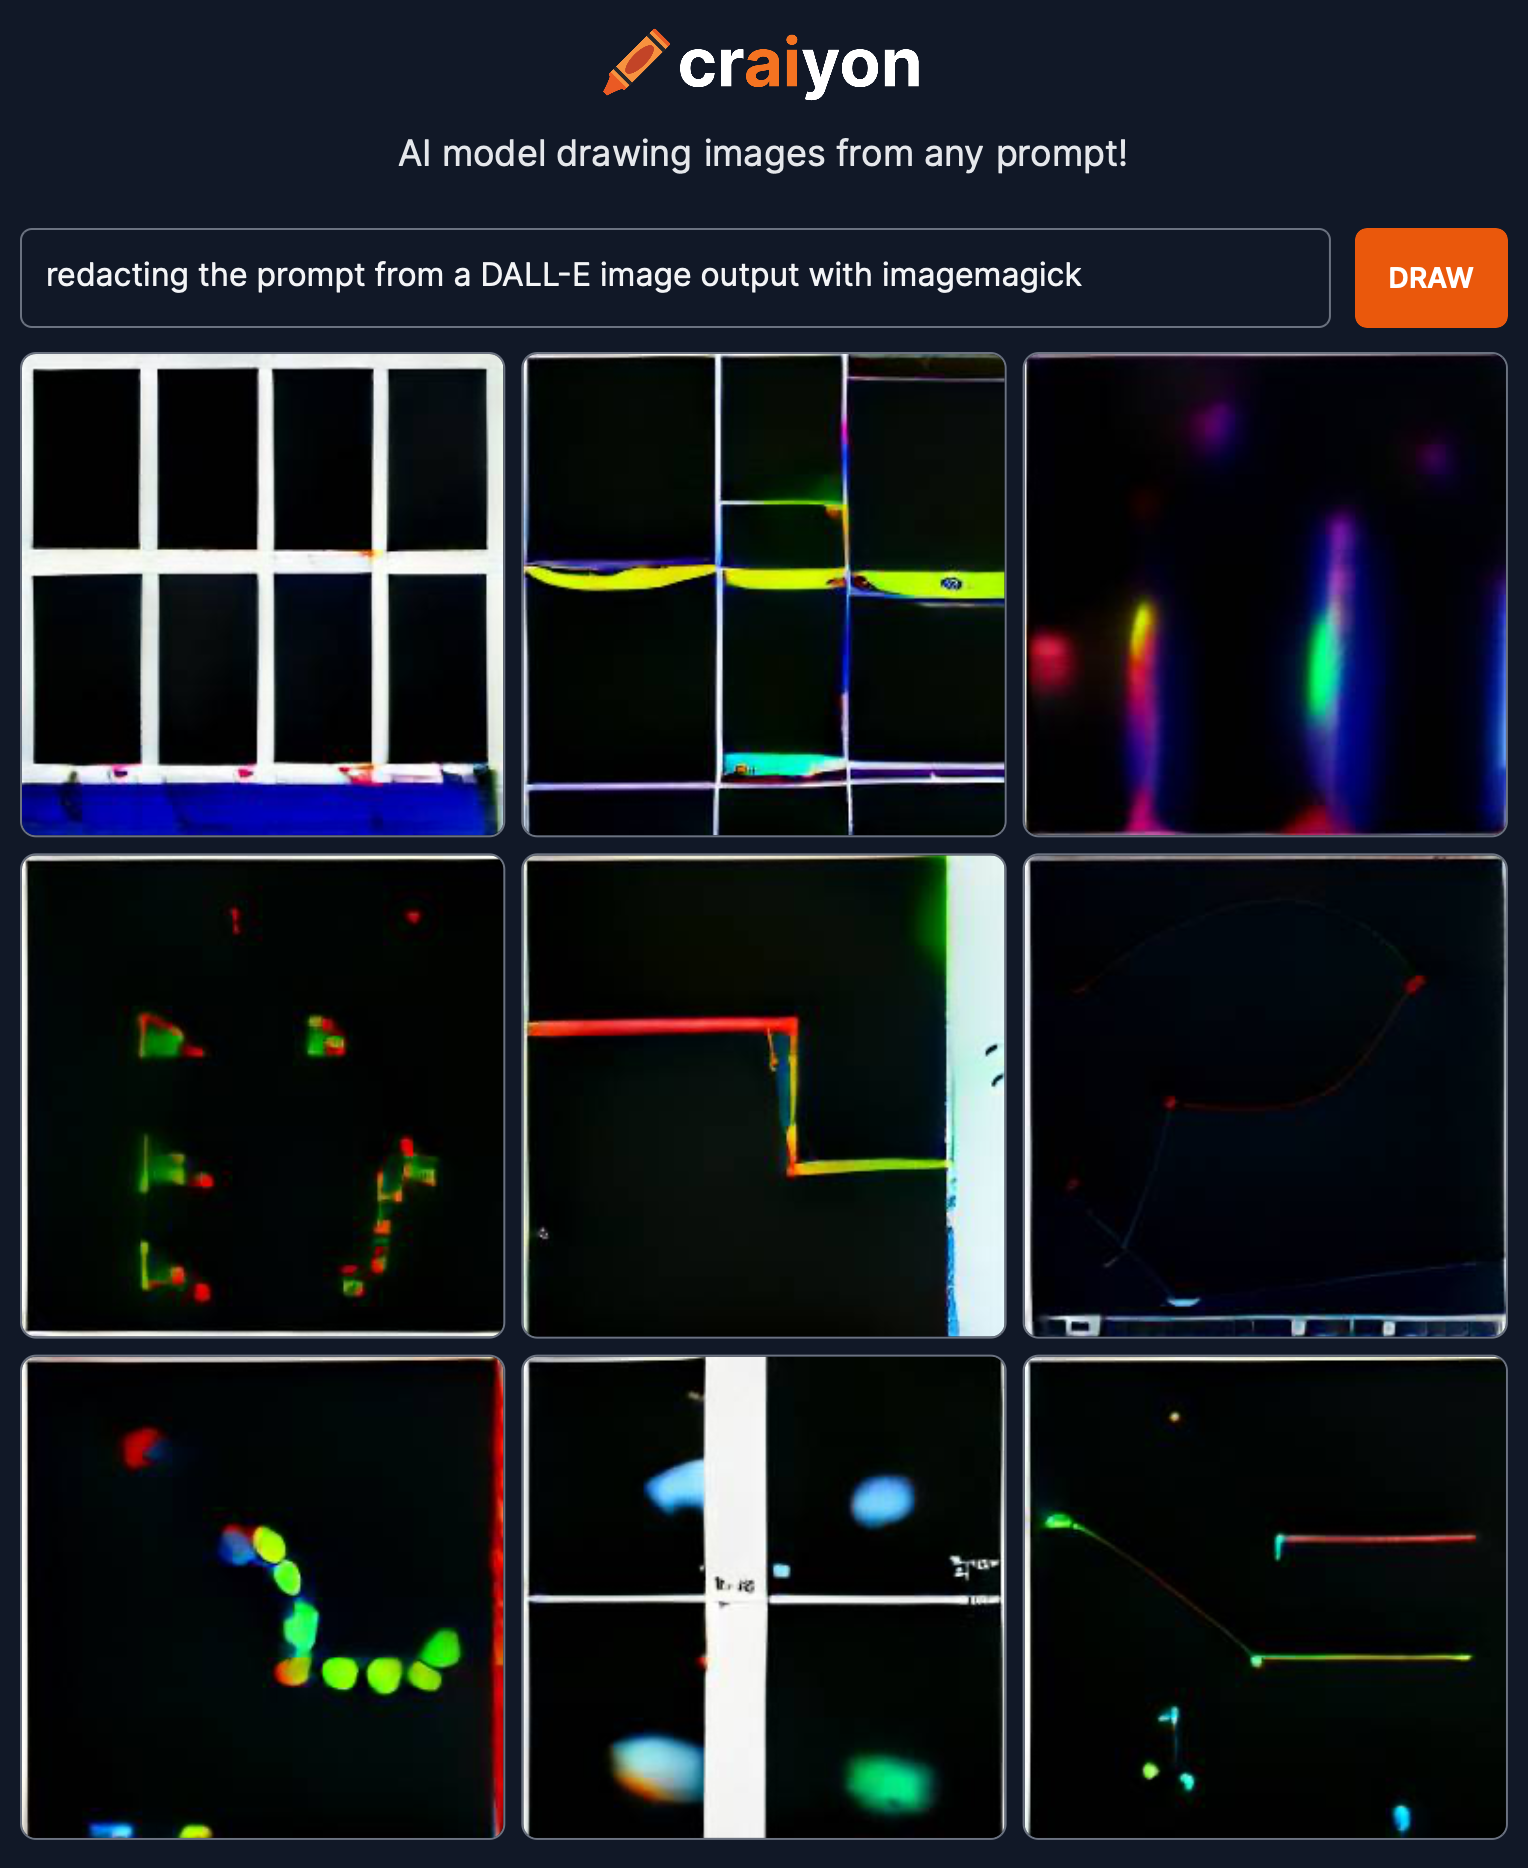 craiyon
AI model drawing images from any prompt!
redacting the prompt from a DALL-E image output with imagemagick
DRAW